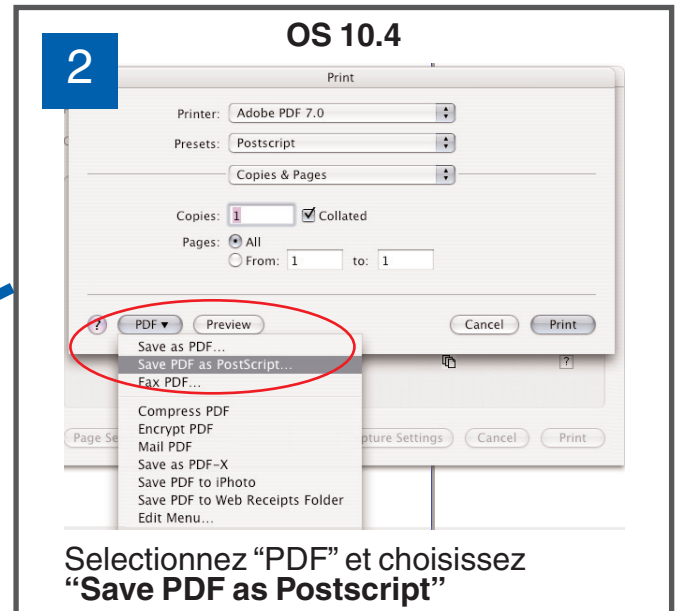 OS 10.4
2
Print
Printer: Adobe PDF 7.0
Presets: Postscript
Copies & Pages
Copies: 1 Collated
Pages: All
From: 1 to: 1
? PDF Preview Cancel Print
Save as PDF...
Save PDF as PostScript...
Fax PDF...
?
Compress PDF
Encrypt PDF
Page Se pture Settings Cancel Print
Mail PDF
Save as PDF-X
Save PDF to iPhoto
Save PDF to Web Receipts Folder
Edit Menu...
Selectionnez “PDF” et choisissez
“Save PDF as Postscript”